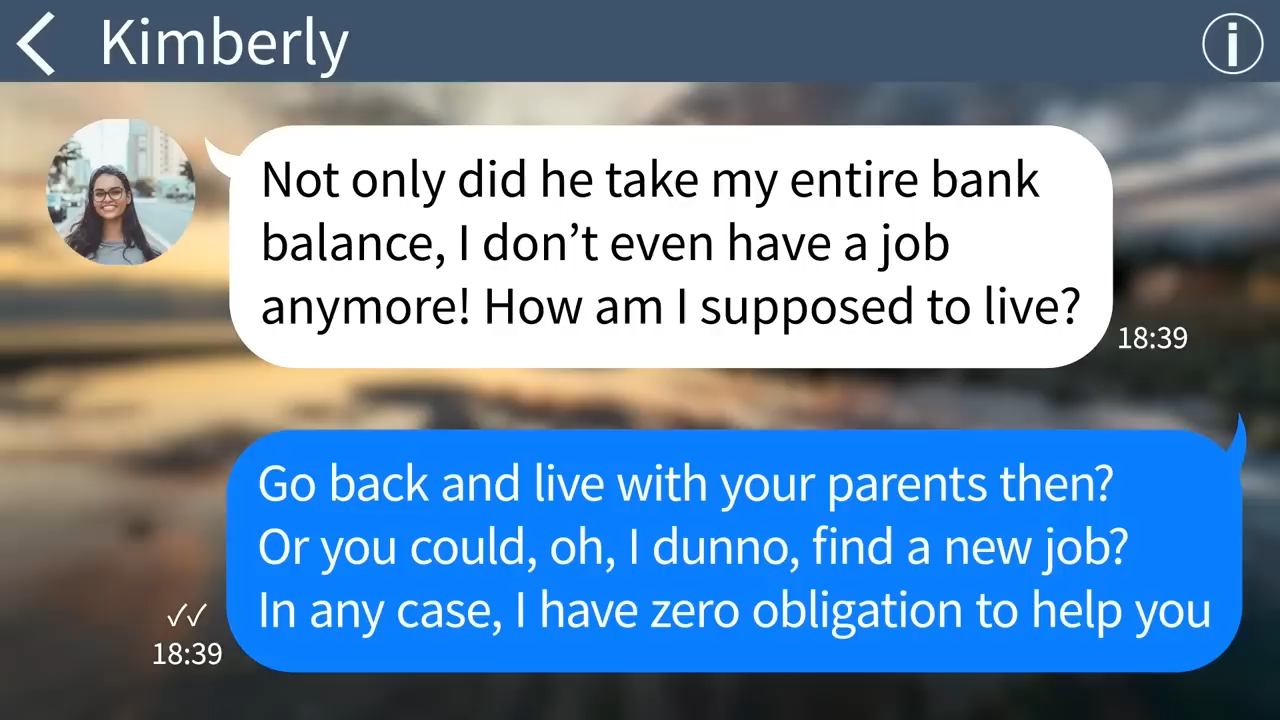 Kimberly
Not only did he take my entire bank
balance, I don’t even have a job
anymore! How am I supposed to live?
18:39
Go back and live with your parents then?
Or you could, oh, I dunno, find a new job?
In any case, I have zero obligation to help you
18:39